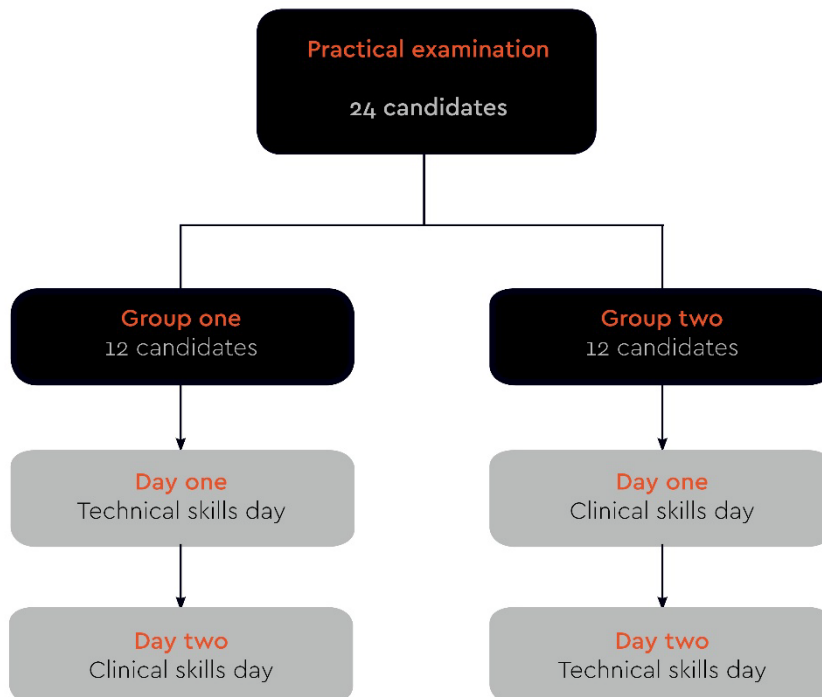 Practical examination
24 candidates
Group one
12 candidates
Group two
12 candidates
Day one
Technical skills day
Day one
Clinical skills day
Day two
Clinical skills day
Day two
Technical skills day